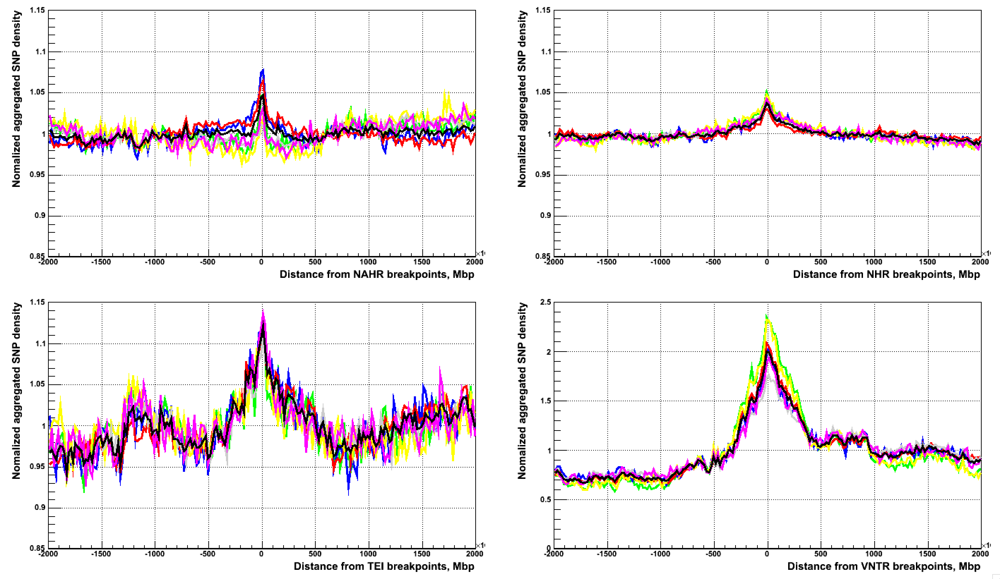 Nomalized aggregated SNP density
1.15
1.1
1.05
1
0.95
0.9
0.85
-2000 -1500 -1000 -500 0 500 1000 1500 2000
Distance from NAHR breakpoints, Mbp
Nomalized aggregated SNP density
1.15
1.1
1.05
1
0.95
0.9
0.85
-2000 -1500 -1000 -500 0 500 1000 1500 2000
Distance from NHR breakpoints, Mbp
Nomalized aggregated SNP density
1.15
1.1
1.05
1
0.95
0.9
0.85
-2000 -1500 -1000 -500 0 500 1000 1500 2000
Distance from TEI breakpoints, Mbp
Nomalized aggregated SNP density
2.5
2
1.5
1
0.5
0
-2000 -1500 -1000 -500 0 500 1000 1500 2000
Distance from VNTR breakpoints, Mbp